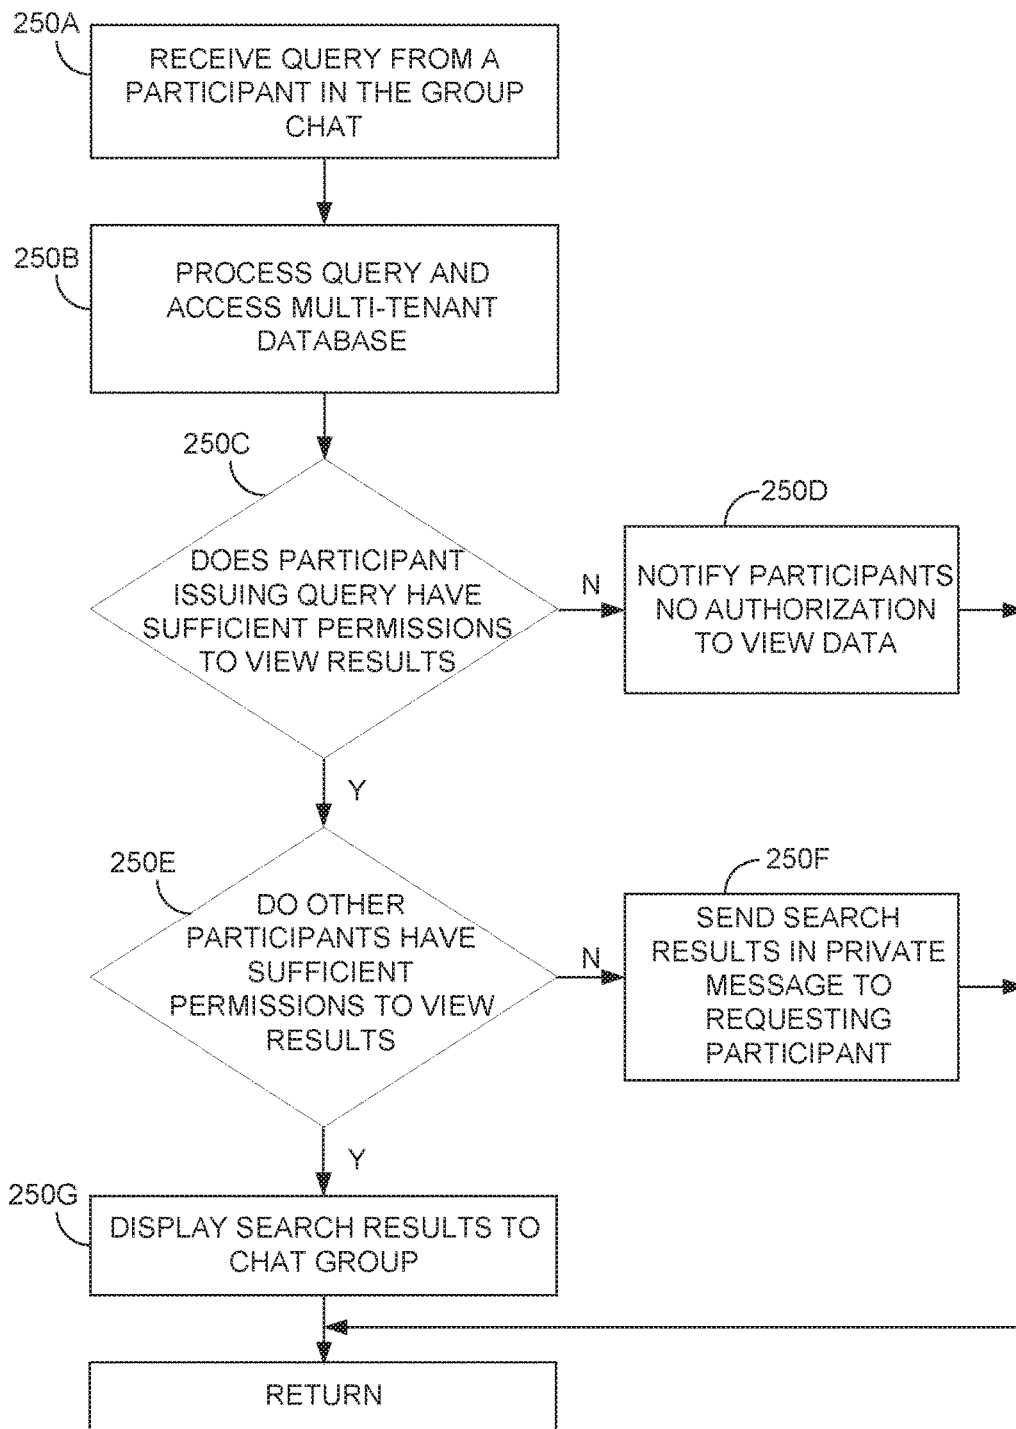 250A
RECEIVE QUERY FROM A
PARTICIPANT IN THE GROUP
CHAT
250B
PROCESS QUERY AND
ACCESS MULTI-TENANT
DATABASE
250C
DOES PARTICIPANT
ISSUING QUERY HAVE
SUFFICIENT PERMISSIONS
TO VIEW RESULTS
N
250D
NOTIFY PARTICIPANTS
NO AUTHORIZATION
TO VIEW DATA
Y
250E
DO OTHER
PARTICIPANTS HAVE
SUFFICIENT
PERMISSIONS TO VIEW
RESULTS
N
250F
SEND SEARCH
RESULTS IN PRIVATE
MESSAGE TO
REQUESTING
PARTICIPANT
Y
250G
DISPLAY SEARCH RESULTS TO
CHAT GROUP
RETURN